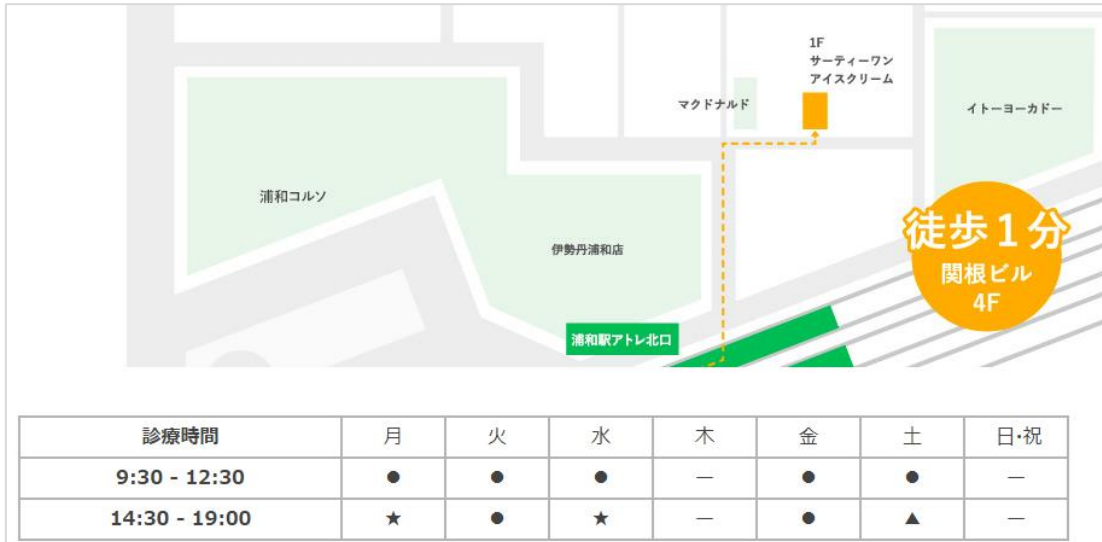 1F
サーティーワン
アイスクリーム
マクドナルド
イトーヨーカドー
浦和コルソ
伊勢丹浦和店
徒歩1分
関根ビル
4F
浦和駅アトレ北口
診療時間 月 火 水 木 金 土 日・祝
9:30 - 12:30 ● ● ● — ● ● —
14:30 - 19:00 ★ ● ★ — ● ▲ —